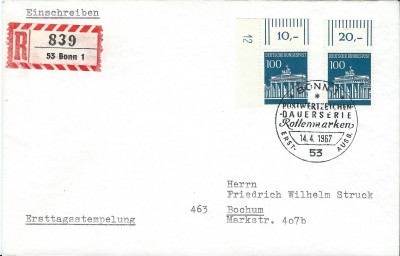 Einschreiben
R
839
53 Bonn 1
12
10,-
20,-
DEUTSCHE BUNDESPOST
DEUTSCHE BUNDESPOST
100
100
BONN
POSTWERTZEICHEN
DAUERSERIE
Rollenmarken
14.4.1967
ERST- AUSG.
53
Herrn
Friedrich Wilhelm Struck
463 Bochum
Markstr. 407b
Ersttagsstempelung